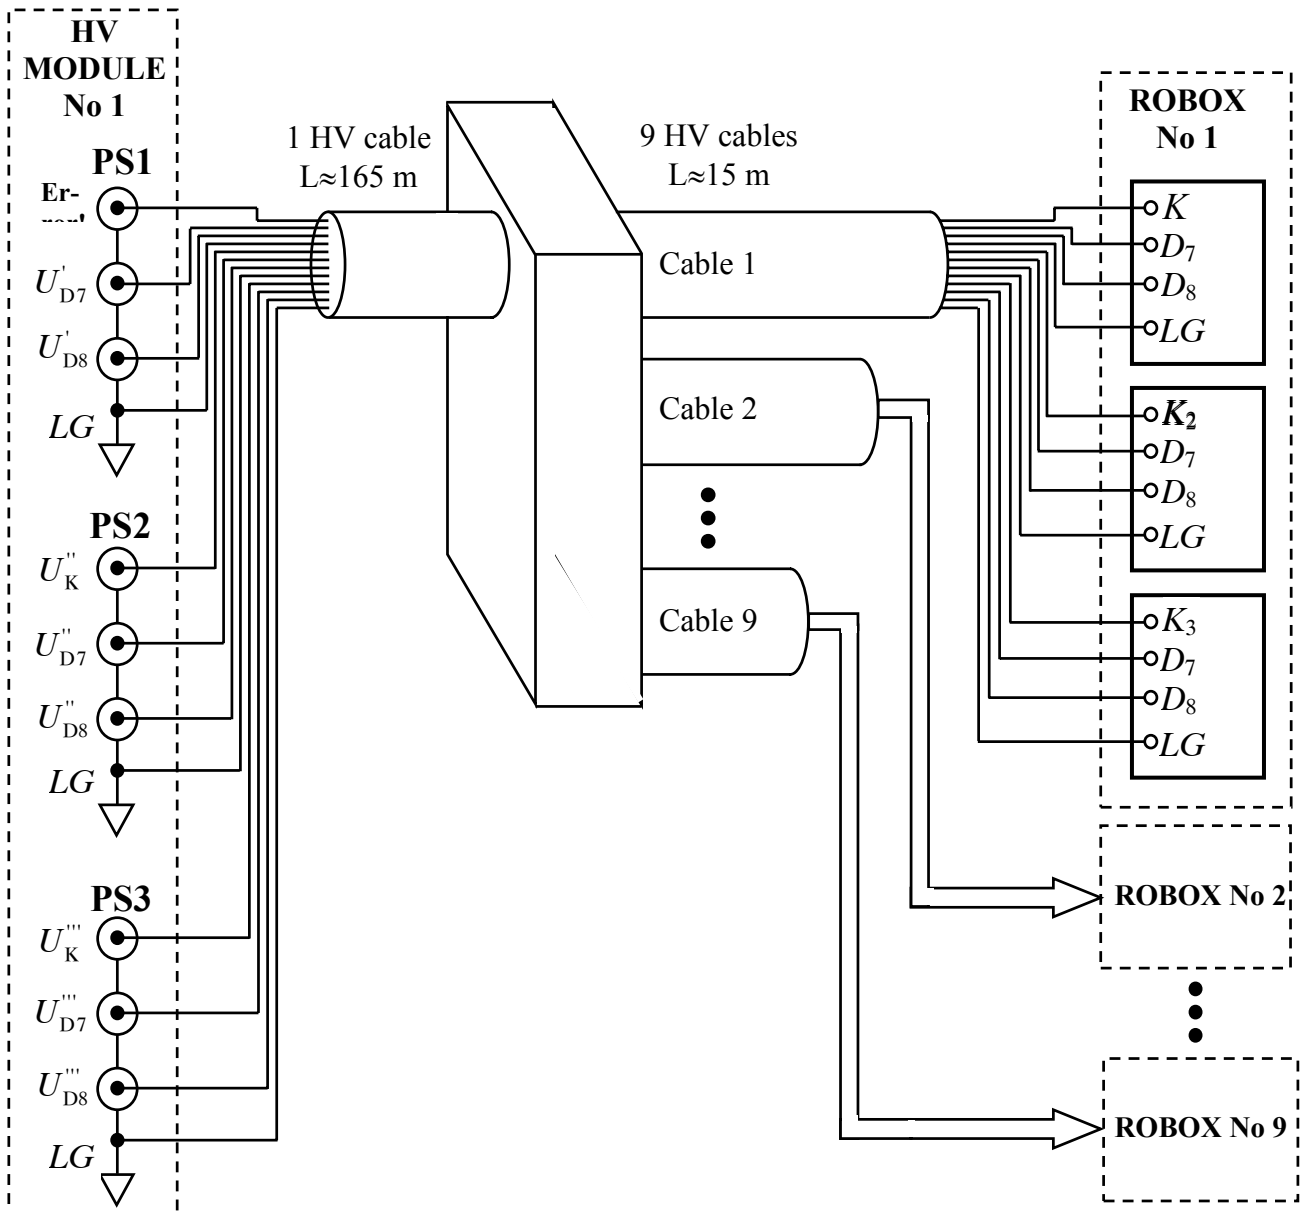 HV
MODULE
No 1
PS1
Er-
U'D7
U'D8
LG
PS2
U''K
U''D7
U''D8
LG
PS3
U'''K
U'''D7
U'''D8
LG
1 HV cable
L≈165 m
9 HV cables
L≈15 m
Cable 1
Cable 2
Cable 9
ROBOX
No 1
K
D7
D8
LG
K2
D7
D8
LG
K3
D7
D8
LG
ROBOX No 2
ROBOX No 9